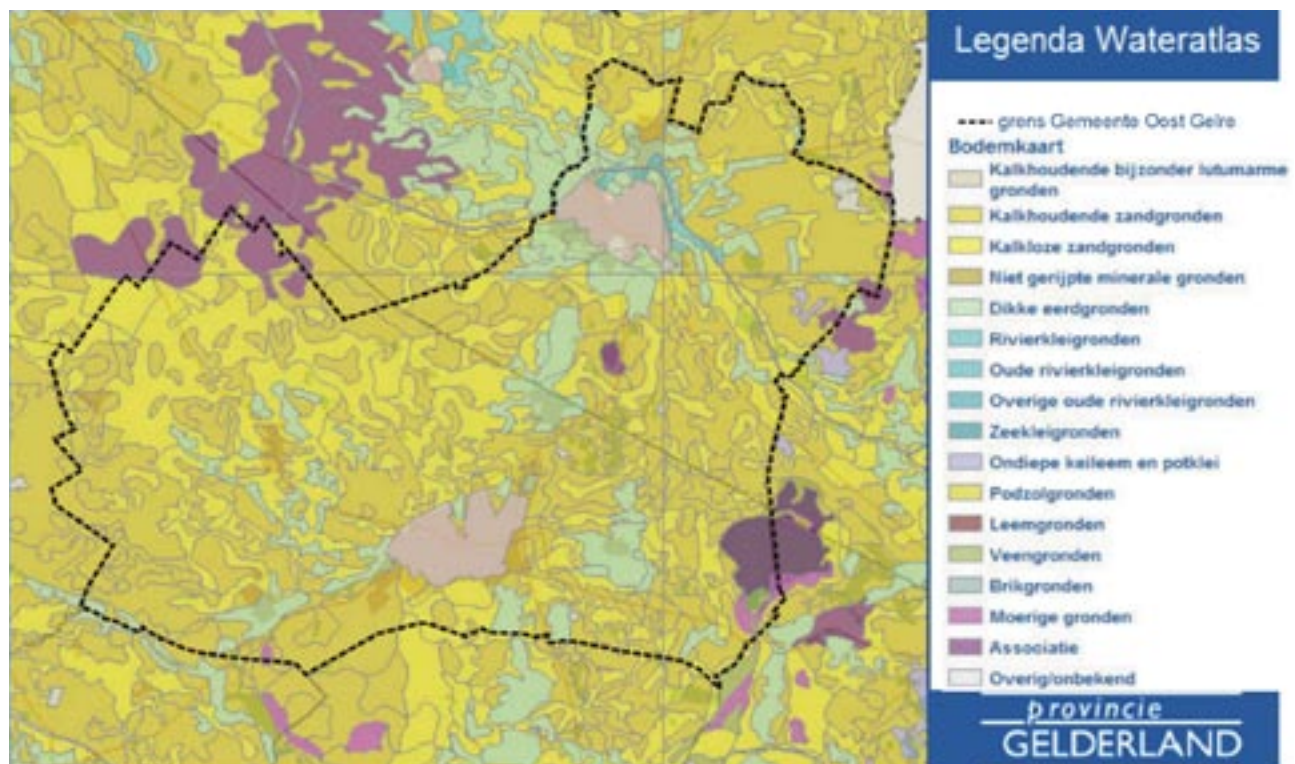 Legenda Wateratlas
grens Gemeente Oost Gelre
Bodemkaart
Kalkhoudende bijzonder lutumarme
gronden
Kalkhoudende zandgronden
Kalkloze zandgronden
Niet gerijpte minerale gronden
Dikke eerdgronden
Rivierkleigronden
Oude rivierkleigronden
Overige oude rivierkleigronden
Zeekleigronden
Ondiepe keileem en potklei
Podzolgronden
Leemgronden
Veengronden
Brikgronden
Moerige gronden
Associatie
Overig/onbekend
provincie
GELDERLAND